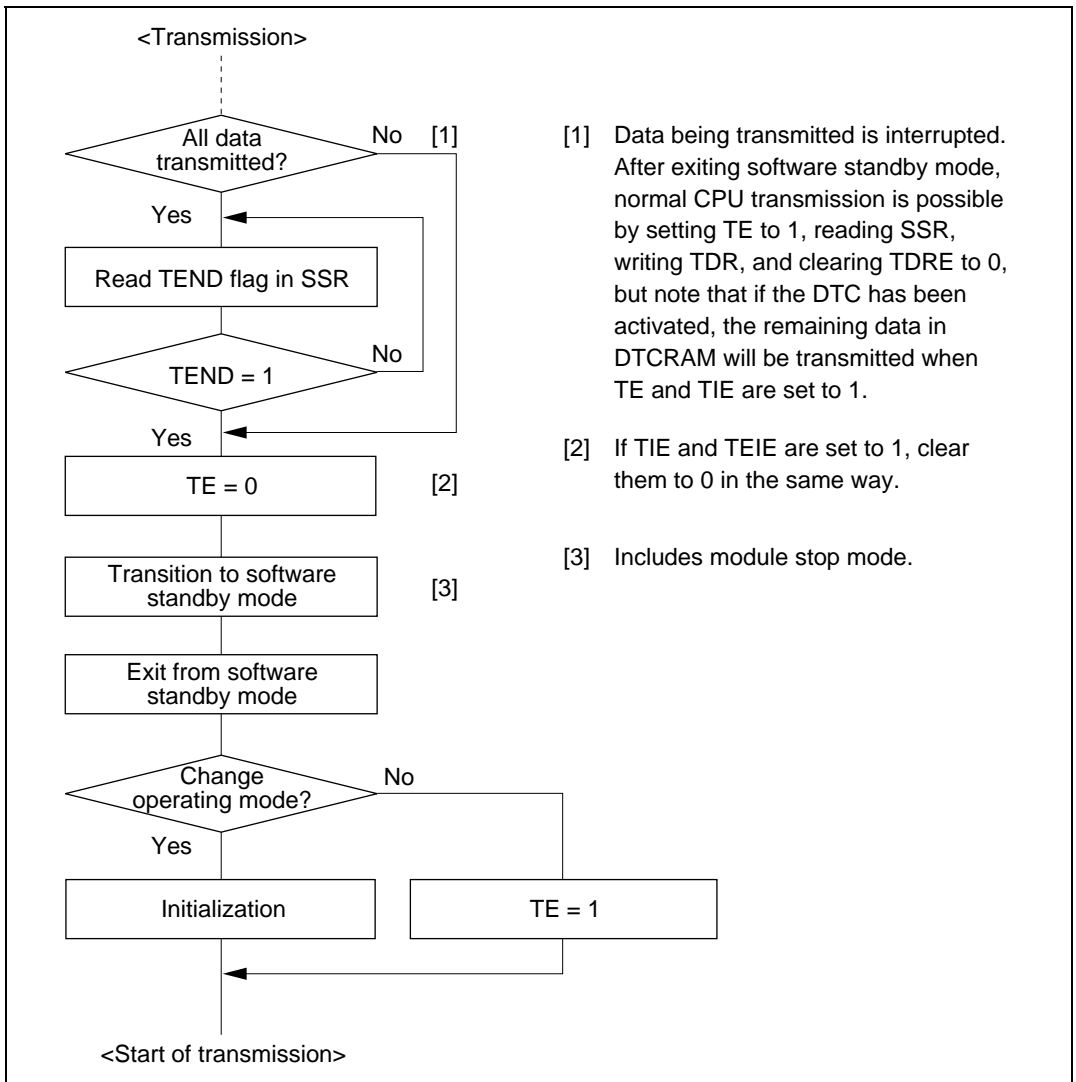 <Transmission>
All data
transmitted?
No
[1]
Yes
Read TEND flag in SSR
No
TEND = 1
Yes
TE = 0
[2]
Transition to software
standby mode
[3]
Exit from software
standby mode
Change
operating mode?
No
Yes
Initialization
TE = 1
<Start of transmission>
[1] Data being transmitted is interrupted.
After exiting software standby mode,
normal CPU transmission is possible
by setting TE to 1, reading SSR,
writing TDR, and clearing TDRE to 0,
but note that if the DTC has been
activated, the remaining data in
DTCRAM will be transmitted when
TE and TIE are set to 1.
[2] If TIE and TEIE are set to 1, clear
them to 0 in the same way.
[3] Includes module stop mode.